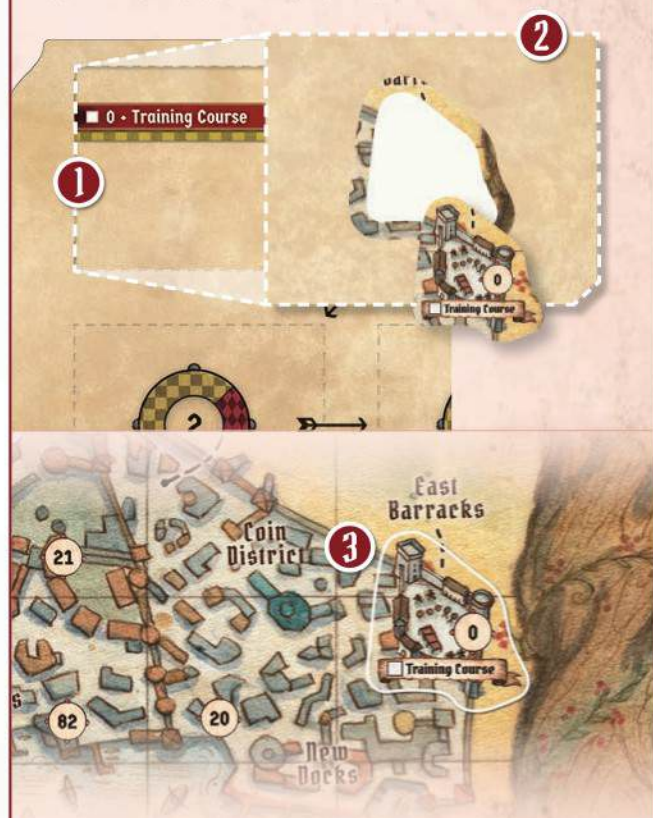 2
0 • Training Course
1
0
Training Course
2
East
Barracks
3
Coin
District
21
0
Training Course
82
20
New
Docks